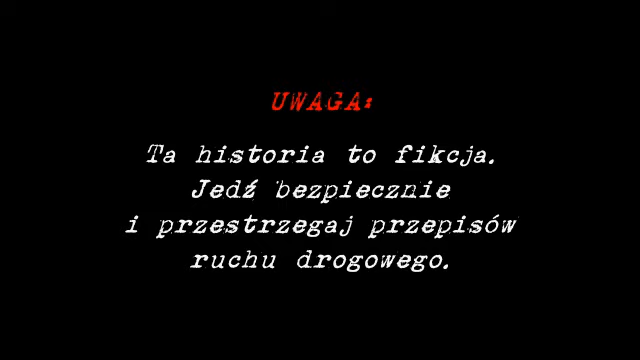 UWAGA:
Ta historia to fikcja.
Jedź bezpiecznie
i przestrzegaj przepisów
ruchu drogowego.